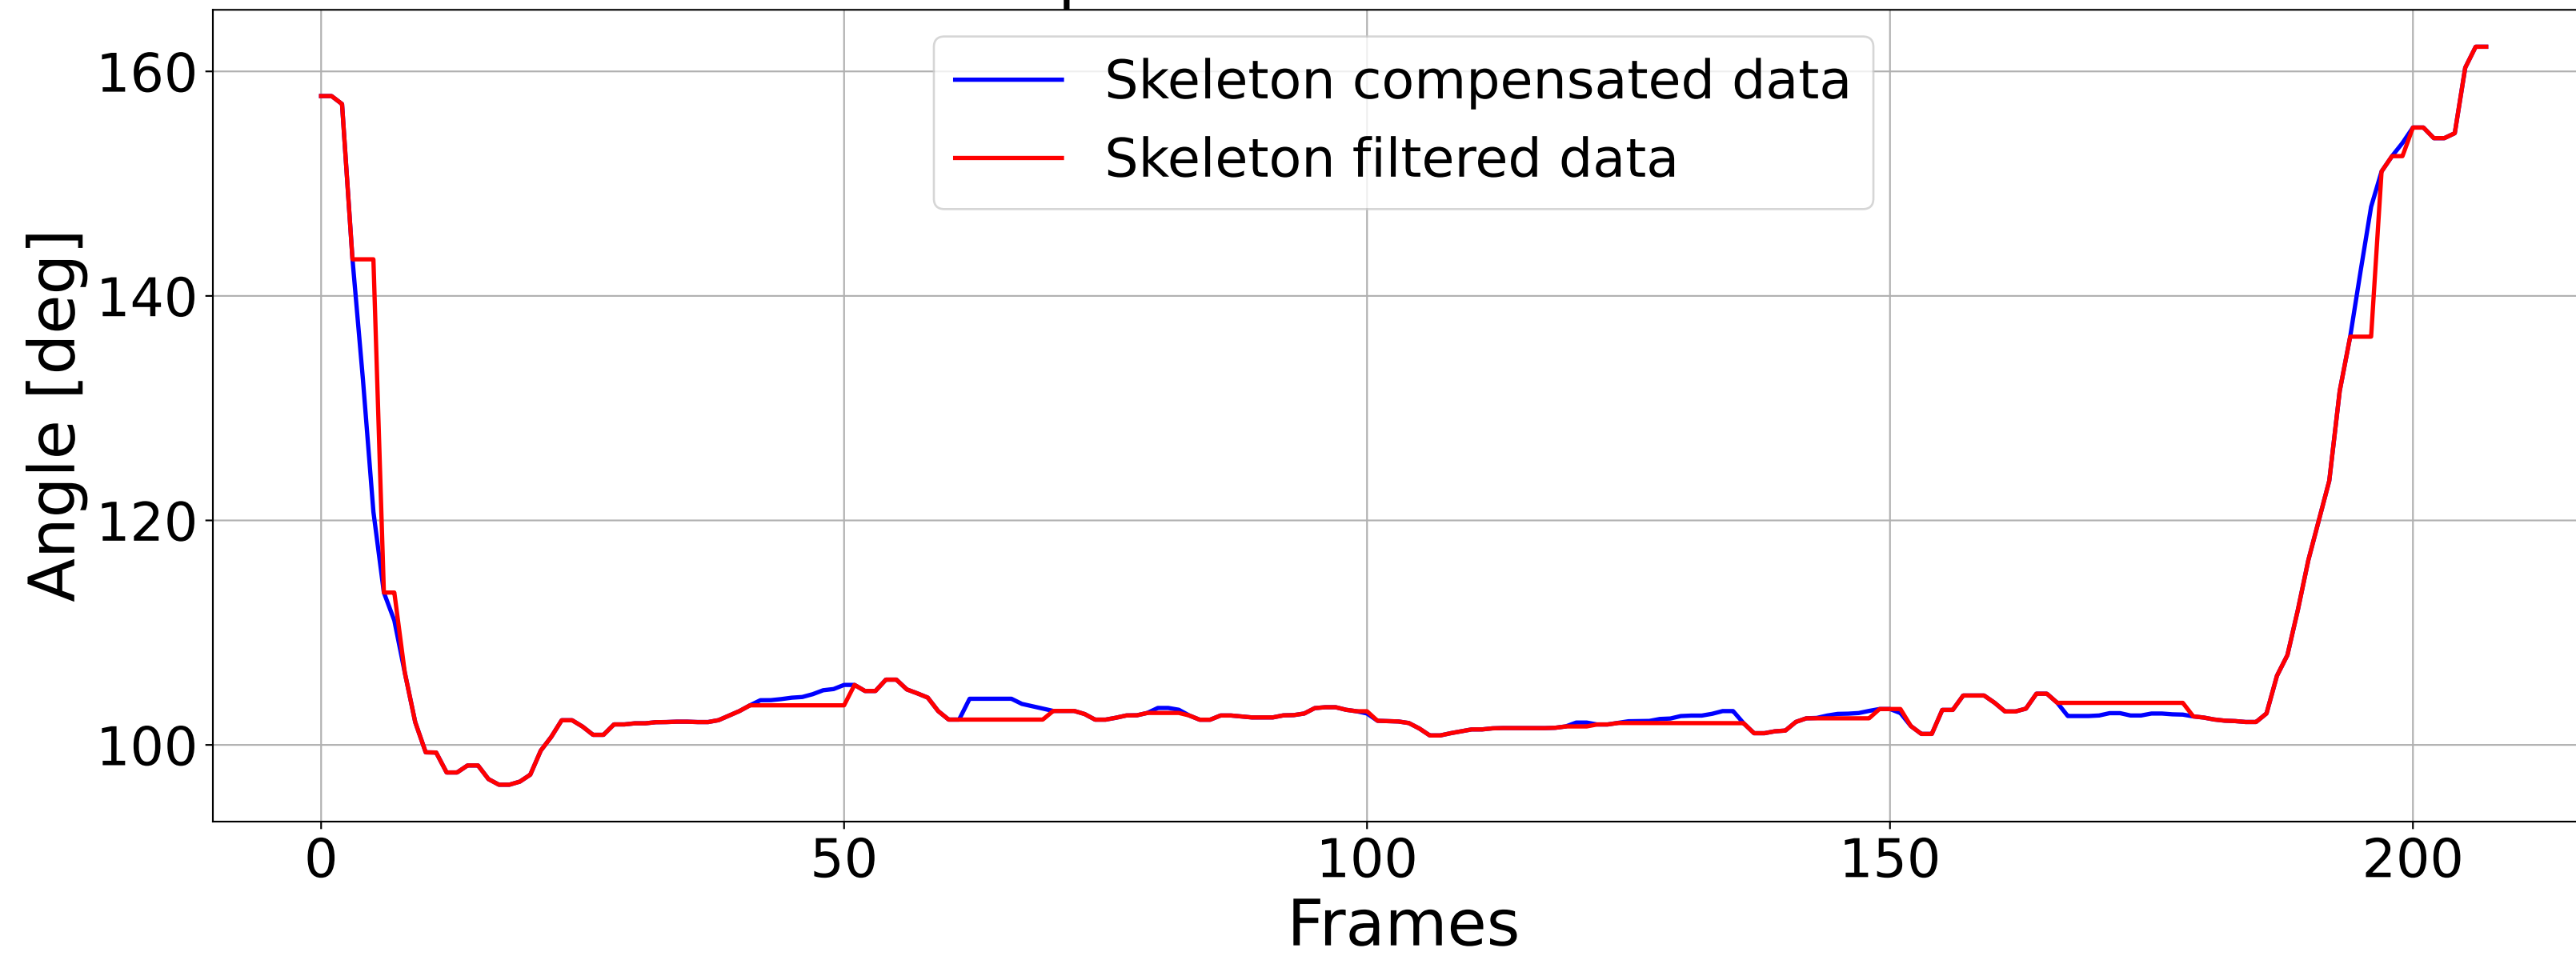 Skeleton compensated data
Skeleton filtered data
Angle [deg]
160
140
120
100
0 50 100 150 200
Frames